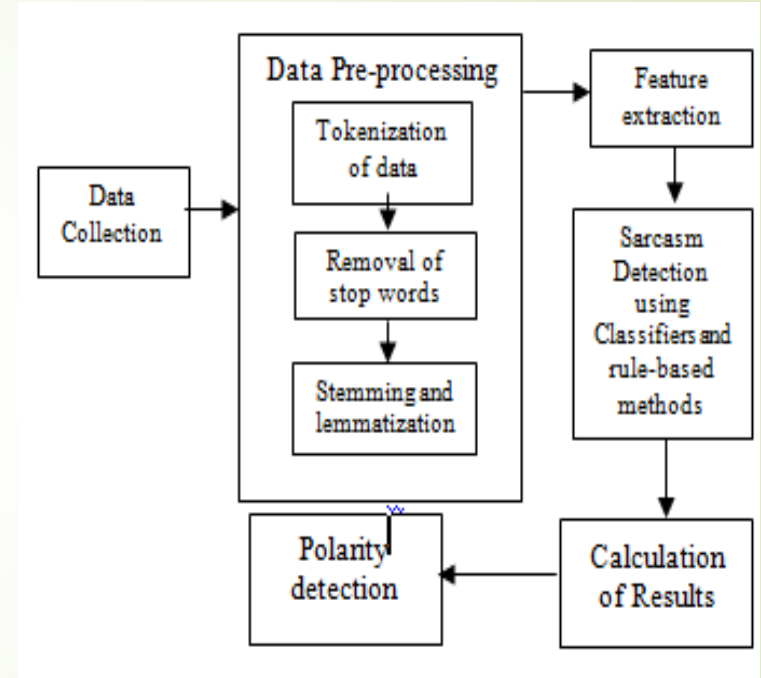 Data
Collection
Data Pre-processing
Tokenization
of data
Removal of
stop words
Stemming and
lemmatization
Feature
extraction
Sarcasm
Detection
using
Classifiers and
rule-based
methods
Calculation
of Results
Polarity
detection